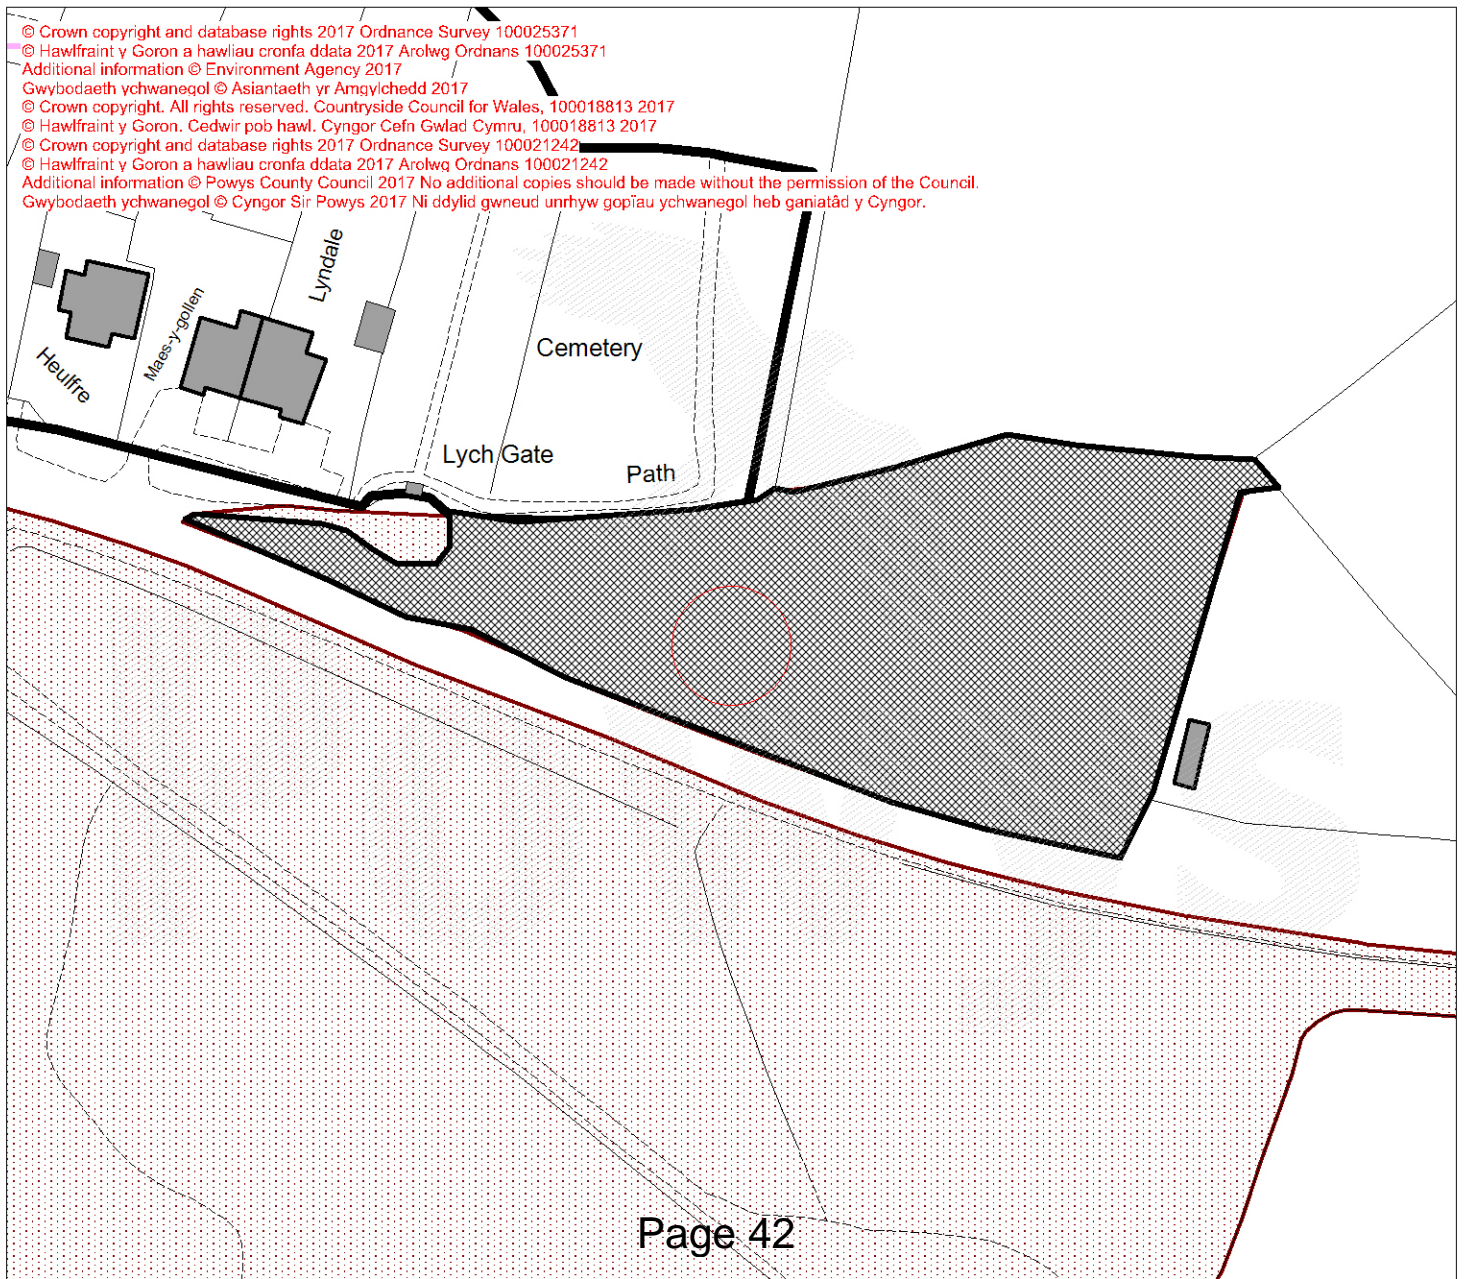 © Crown copyright and database rights 2017 Ordnance Survey 100025371
© Hawlfraint y Goron a hawliau cronfa ddata 2017 Arolwg Ordnans 100025371
Additional information © Environment Agency 2017
Gwybodaeth ychwanegol © Asiantaeth yr Amgylchedd 2017
© Crown copyright. All rights reserved. Countryside Council for Wales, 100018813 2017
© Hawlfraint y Goron. Cedwir pob hawl. Cyngor Cefn Gwlad Cymru, 100018813 2017
© Crown copyright and database rights 2017 Ordnance Survey 100021242
© Hawlfraint y Goron a hawliau cronfa ddata 2017 Arolwg Ordnans 100021242
Additional information © Powys County Council 2017 No additional copies should be made without the permission of the Council.
Gwybodaeth ychwanegol © Cyngor Sir Powys 2017 Ni ddylid gwneud unrhyw gopïau ychwanegol heb ganiatâd y Cyngor.
Lyndale
Maes-y-gollen
Heulfre
Cemetery
Lych Gate
Path
Page 42